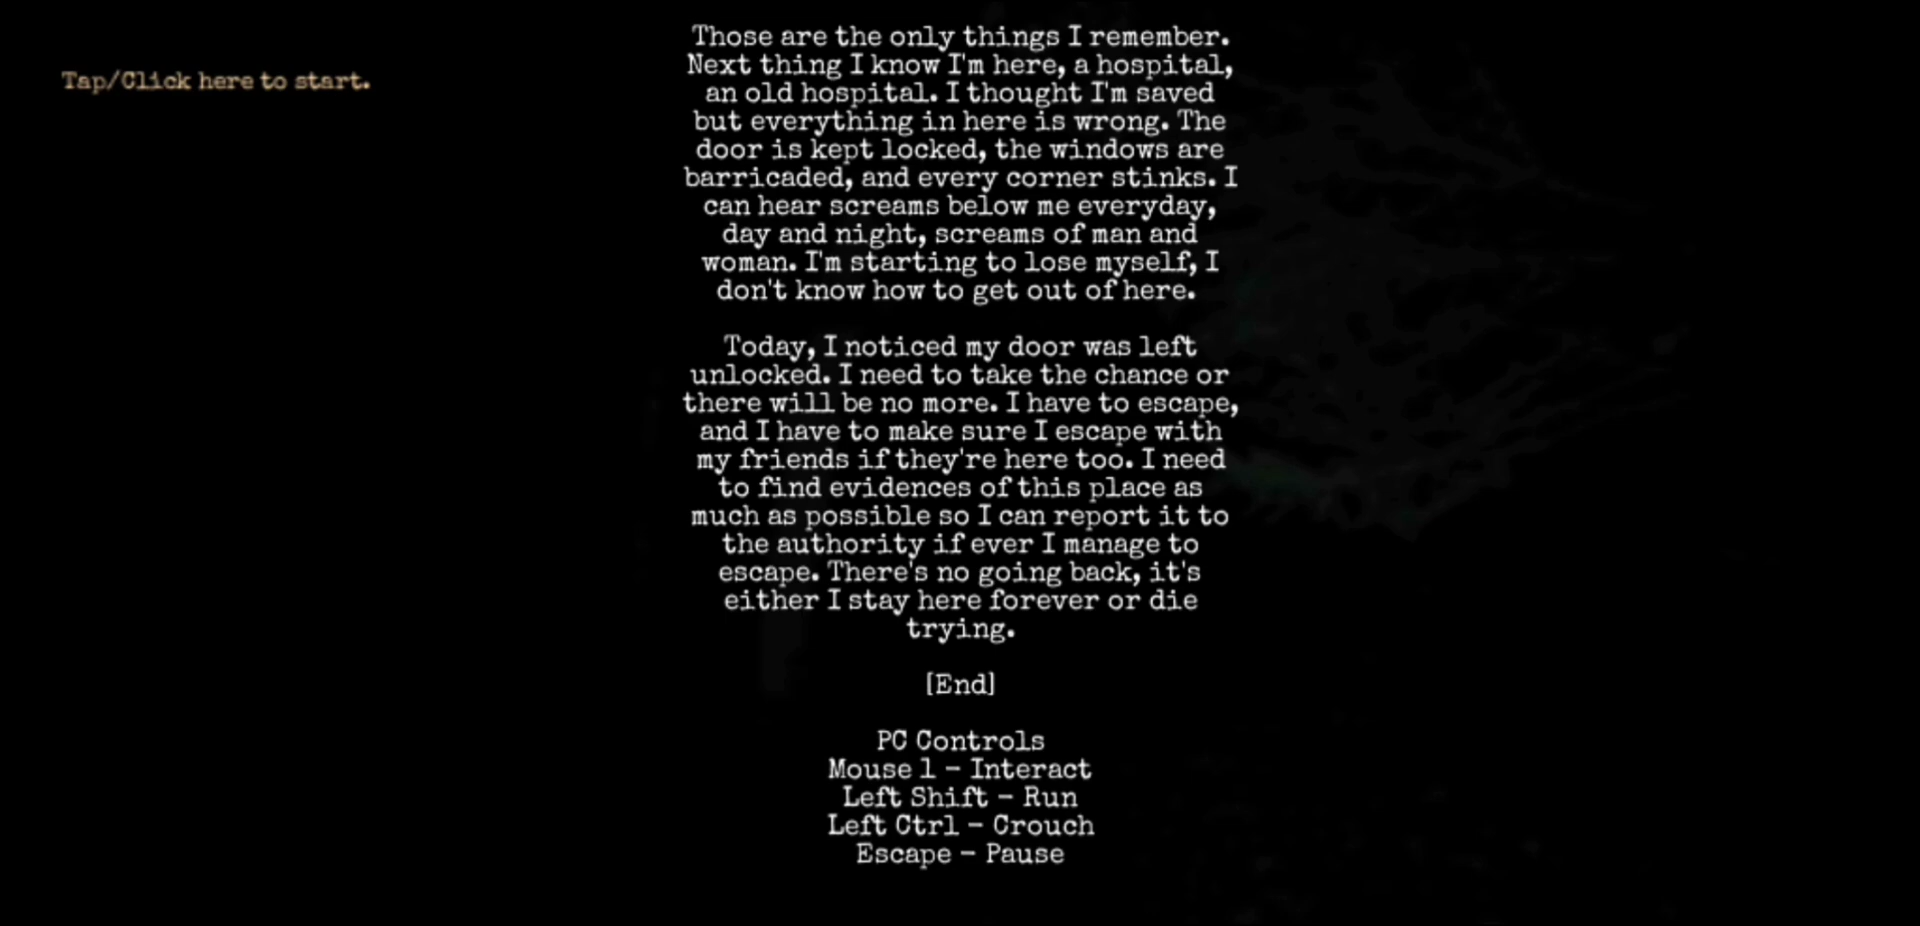 Tap/Click here to start.
Those are the only things I remember.
Next thing I know I'm here, a hospital,
an old hospital. I thought I'm saved
but everything in here is wrong. The
door is kept locked, the windows are
barricaded, and every corner stinks. I
can hear screams below me everyday,
day and night, screams of man and
woman. I'm starting to lose myself, I
don't know how to get out of here.
Today, I noticed my door was left
unlocked. I need to take the chance or
there will be no more. I have to escape,
and I have to make sure I escape with
my friends if they're here too. I need
to find evidences of this place as
much as possible so I can report it to
the authority if ever I manage to
escape. There's no going back, it's
either I stay here forever or die
trying.
[End]
PC Controls
Mouse 1 - Interact
Left Shift - Run
Left Ctrl - Crouch
Escape - Pause